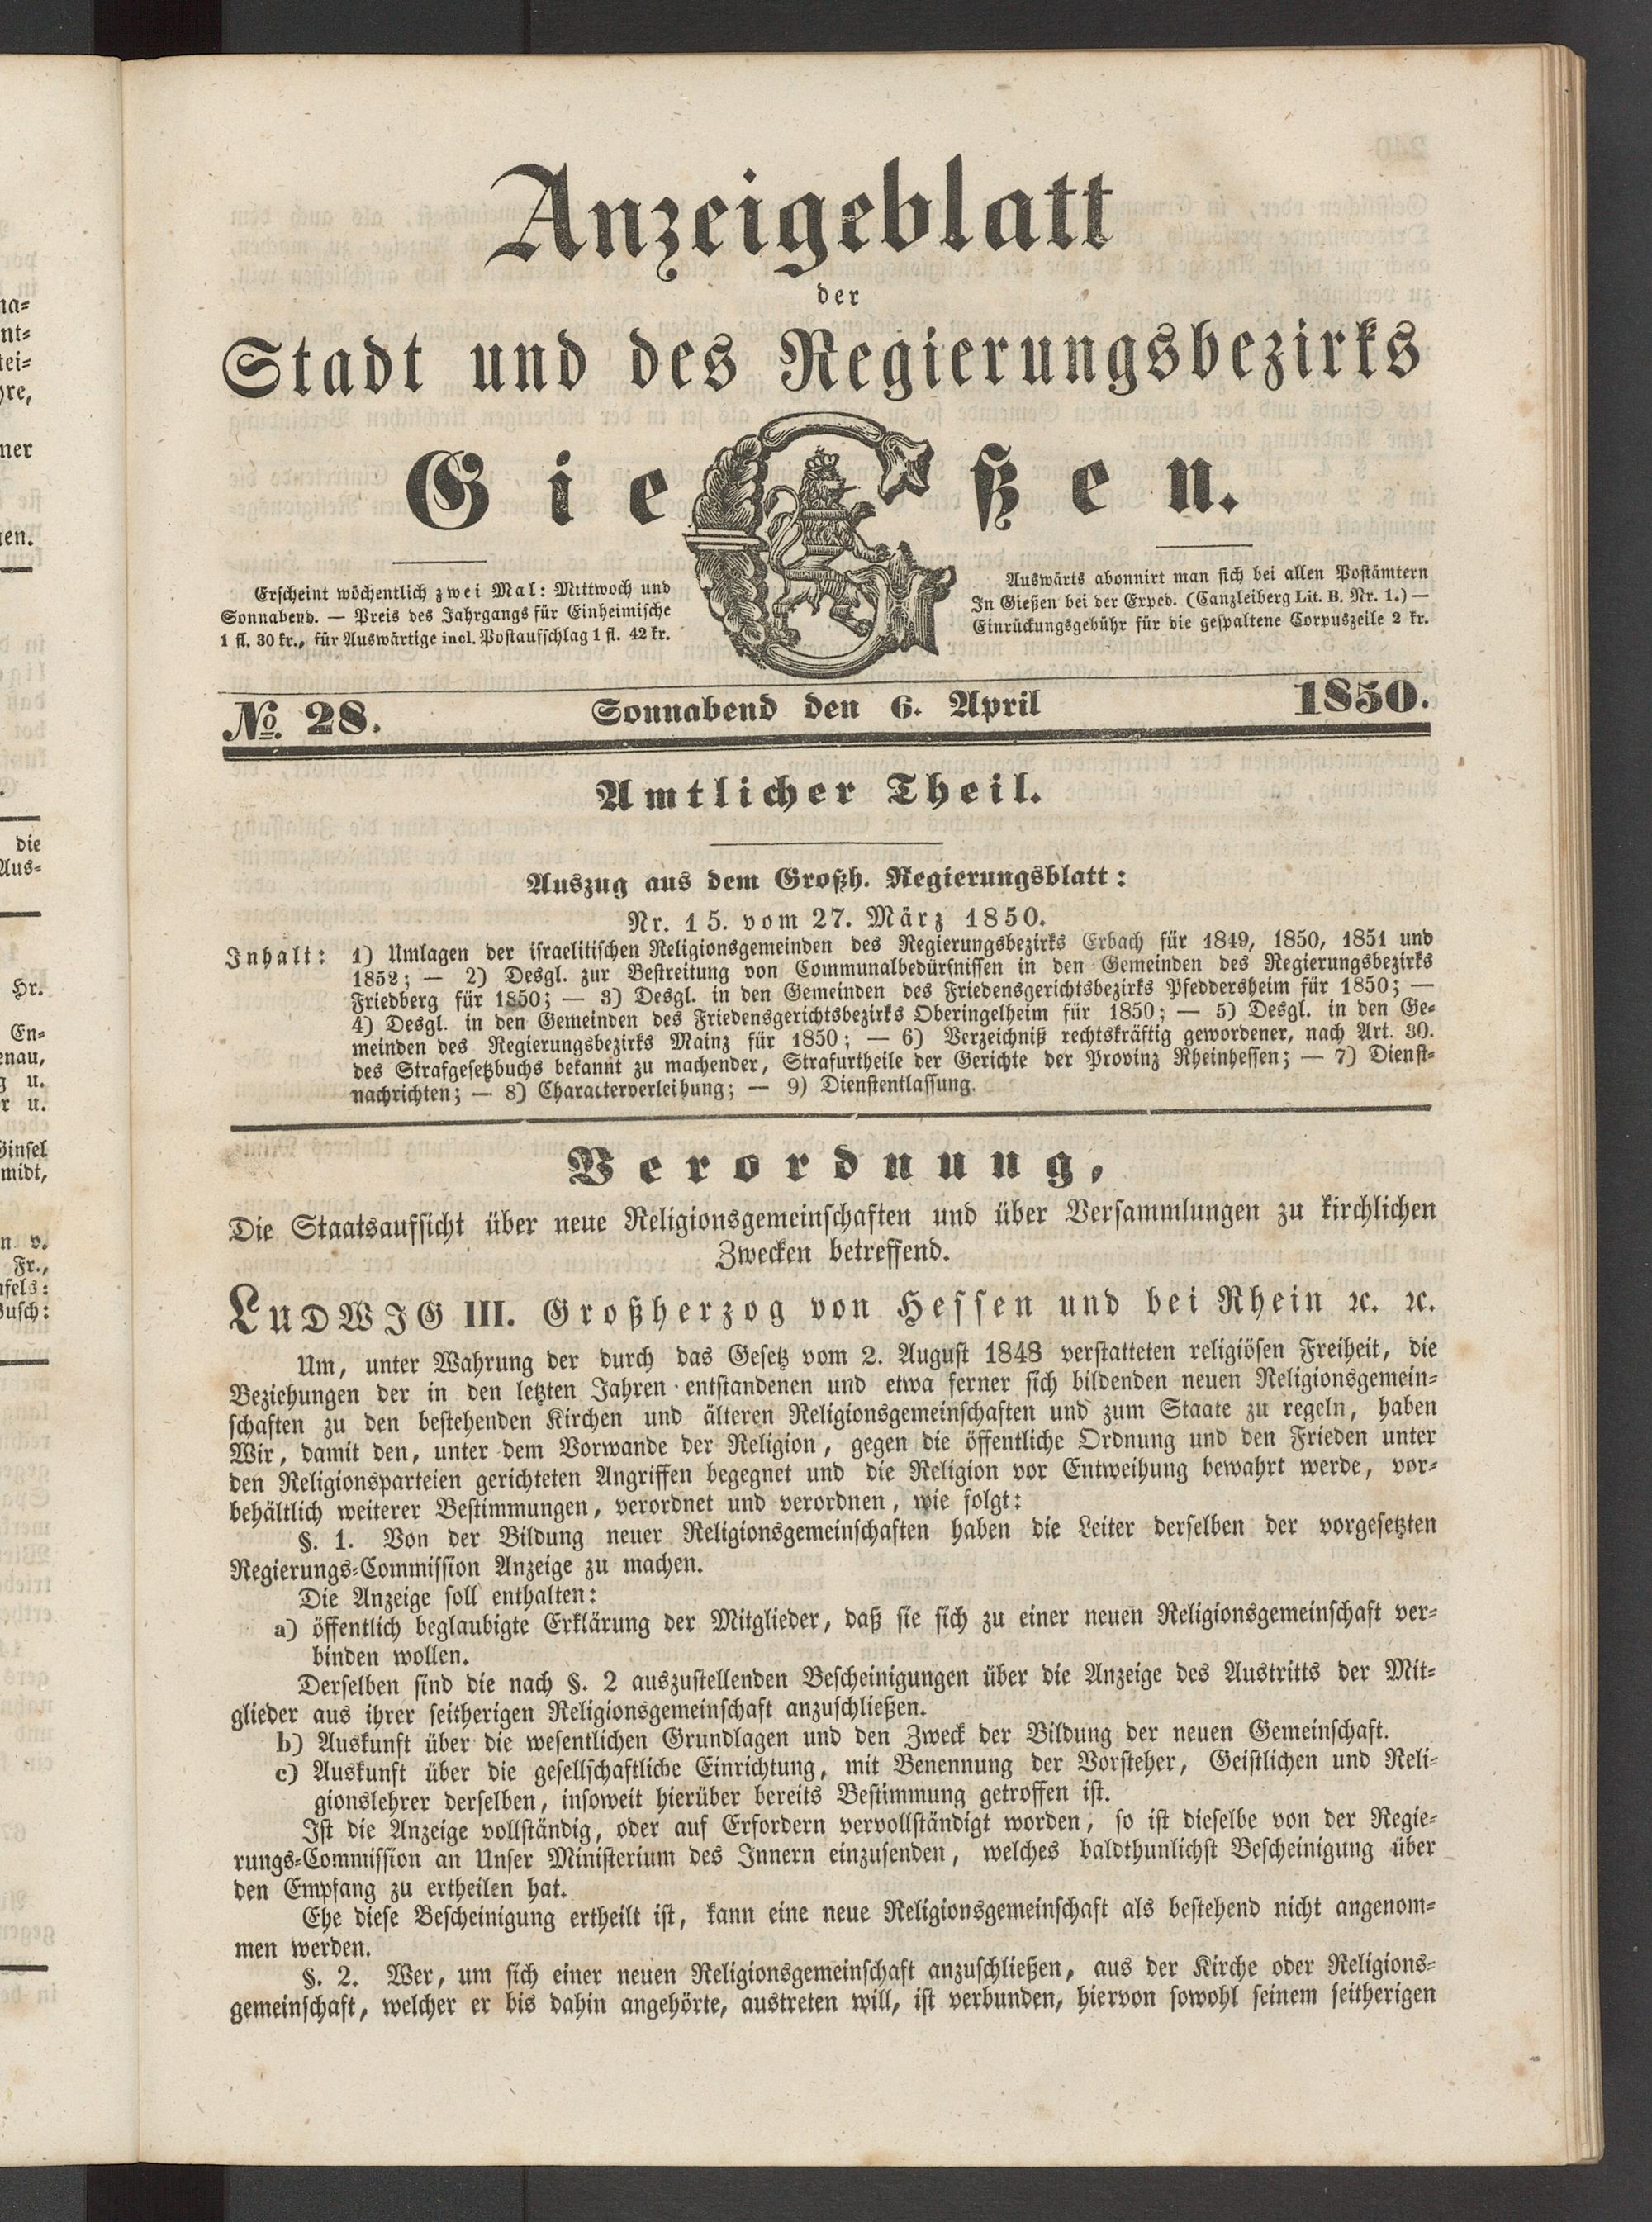 Anzeigeblatt
der
Stadt und des Regierungsbezirks
Gießen.
Erscheint wöchentlich zwei Mal: Mittwoch und
Sonnabend. — Preis des Jahrgangs für Einheimische
1 fl. 30 kr., für Auswärtige incl. Postaufschlag 1 fl. 42 kr.
Auswärts abonnirt man sich bei allen Postämtern
In Gießen bei der Exped. (Canzleiberg Lit. B. Nr. 1.) —
Einrückungsgebühr für die gespaltene Corpuszeile 2 kr.
No. 28. Sonnabend den 6. April 1850.
Amtlicher Theil.
Auszug aus dem Großh. Regierungsblatt:
Nr. 15. vom 27. März 1850.
Inhalt: 1) Umlagen der israelitischen Religionsgemeinden des Regierungsbezirks Erbach für 1849, 1850, 1851 und
1852; — 2) Desgl. zur Bestreitung von Communalbedürfnissen in den Gemeinden des Regierungsbezirks
Friedberg für 1850; — 3) Desgl. in den Gemeinden des Friedensgerichtsbezirks Pfeddersheim für 1850; —
4) Desgl. in den Gemeinden des Friedensgerichtsbezirks Oberingelheim für 1850; — 5) Desgl. in den Ge-
meinden des Regierungsbezirks Mainz für 1850; — 6) Verzeichniß rechtskräftig gewordener, nach Art. 30.
des Strafgesetzbuchs bekannt zu machender, Strafurtheile der Gerichte der Provinz Rheinhessen; — 7) Dienst-
nachrichten; — 8) Characterverleihung; — 9) Dienstentlassung.
Verordnung,
Die Staatsaufsicht über neue Religionsgemeinschaften und über Versammlungen zu kirchlichen
Zwecken betreffend.
LUDWIG III. Großherzog von Hessen und bei Rhein ꝛc. ꝛc.
Um, unter Wahrung der durch das Gesetz vom 2. August 1848 verstatteten religiösen Freiheit, die
Beziehungen der in den letzten Jahren entstandenen und etwa ferner sich bildenden neuen Religionsgemein-
schaften zu den bestehenden Kirchen und älteren Religionsgemeinschaften und zum Staate zu regeln, haben
Wir, damit den, unter dem Vorwande der Religion, gegen die öffentliche Ordnung und den Frieden unter
den Religionsparteien gerichteten Angriffen begegnet und die Religion vor Entweihung bewahrt werde, vor-
behältlich weiterer Bestimmungen, verordnet und verordnen, wie folgt:
§. 1. Von der Bildung neuer Religionsgemeinschaften haben die Leiter derselben der vorgesetzten
Regierungs-Commission Anzeige zu machen.
Die Anzeige soll enthalten:
a) öffentlich beglaubigte Erklärung der Mitglieder, daß sie sich zu einer neuen Religionsgemeinschaft ver-
binden wollen.
Derselben sind die nach §. 2 auszustellenden Bescheinigungen über die Anzeige des Austritts der Mit-
glieder aus ihrer seitherigen Religionsgemeinschaft anzuschließen.
b) Auskunft über die wesentlichen Grundlagen und den Zweck der Bildung der neuen Gemeinschaft.
c) Auskunft über die gesellschaftliche Einrichtung, mit Benennung der Vorsteher, Geistlichen und Reli-
gionslehrer derselben, insoweit hierüber bereits Bestimmung getroffen ist.
Ist die Anzeige vollständig, oder auf Erfordern vervollständigt worden, so ist dieselbe von der Regie-
rungs-Commission an Unser Ministerium des Innern einzusenden, welches baldthunlichst Bescheinigung über
den Empfang zu ertheilen hat.
Ehe diese Bescheinigung ertheilt ist, kann eine neue Religionsgemeinschaft als bestehend nicht angenom-
men werden.
§. 2. Wer, um sich einer neuen Religionsgemeinschaft anzuschließen, aus der Kirche oder Religions-
gemeinschaft, welcher er bis dahin angehörte, austreten will, ist verbunden, hiervon sowohl seinem seitherigen